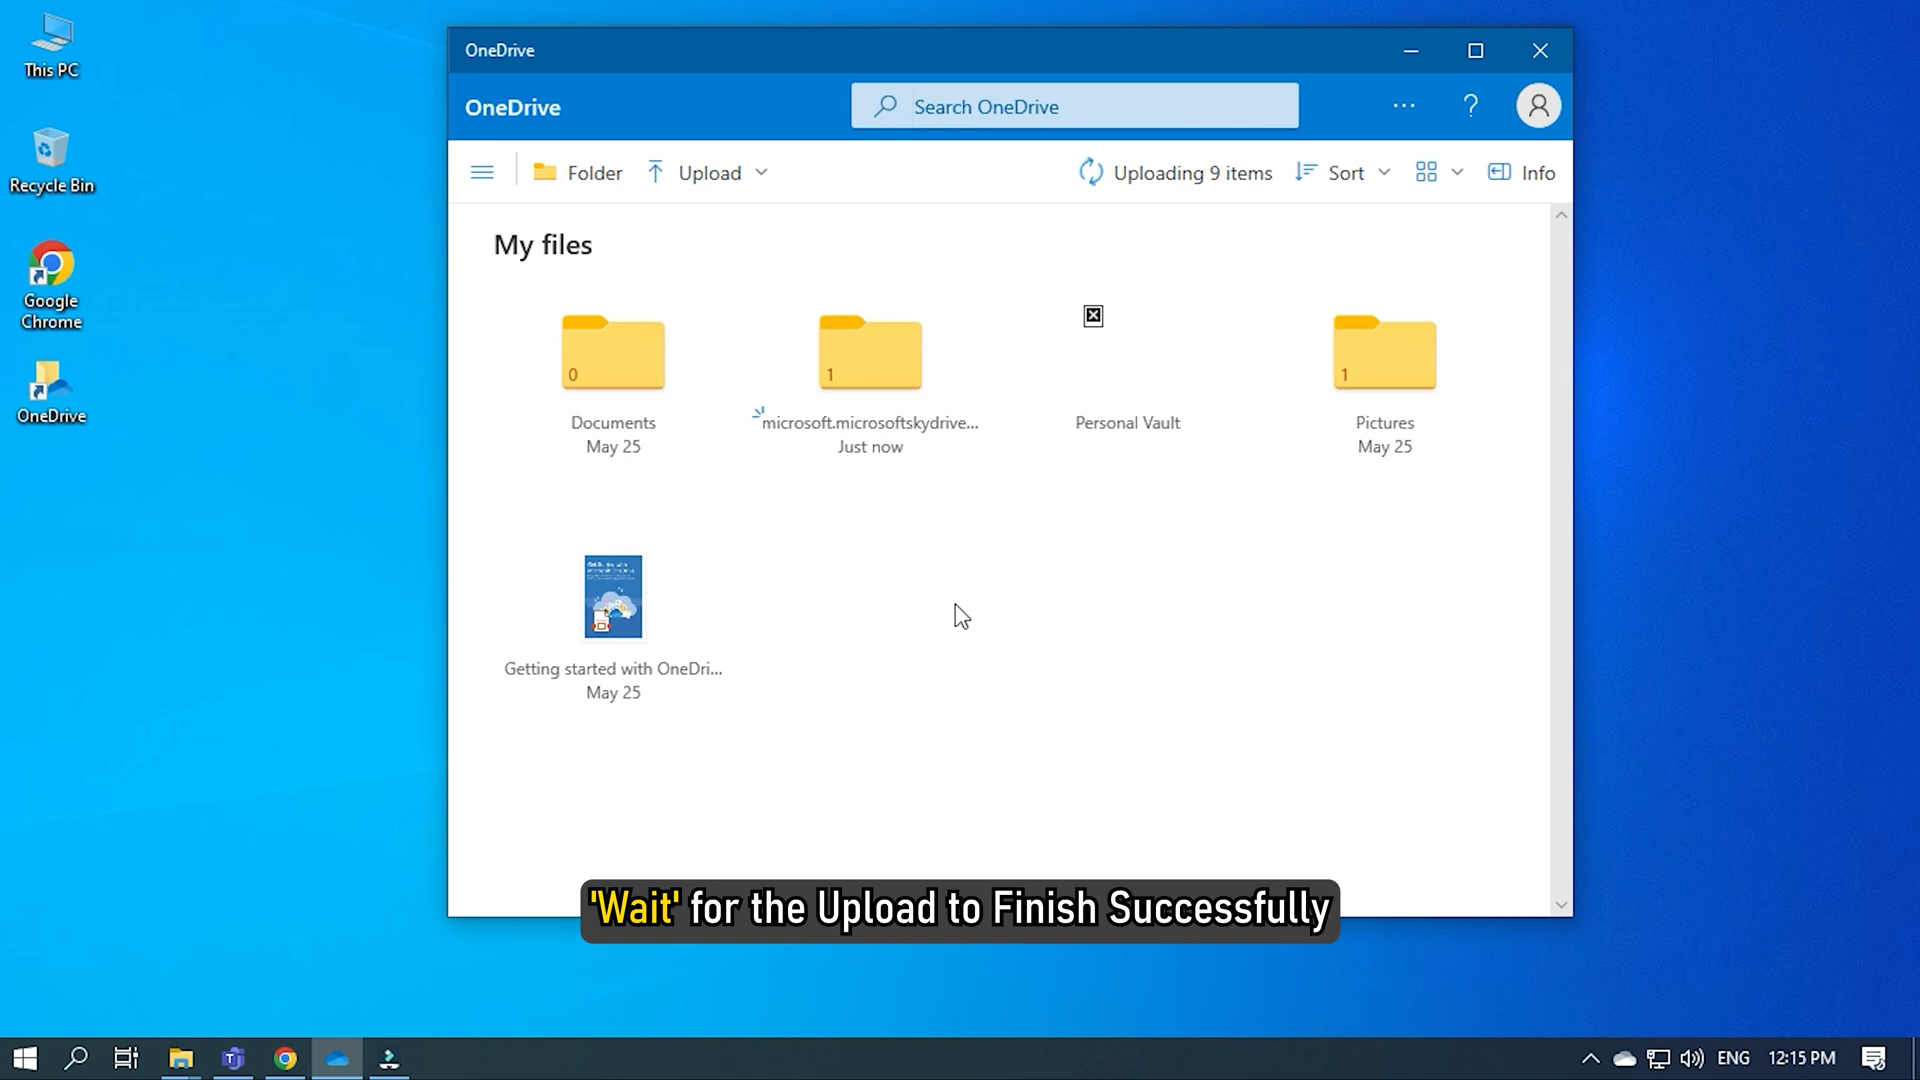 This PC
Recycle Bin
Google
Chrome
OneDrive
OneDrive
OneDrive
Search OneDrive
Folder
Upload
Uploading 9 items
Sort
Info
My files
0
1
1
Documents
May 25
microsoft.microsoftskydrive...
Just now
Personal Vault
Pictures
May 25
Getting started with OneDri...
May 25
'Wait' for the Upload to Finish Successfully
ENG
12:15 PM